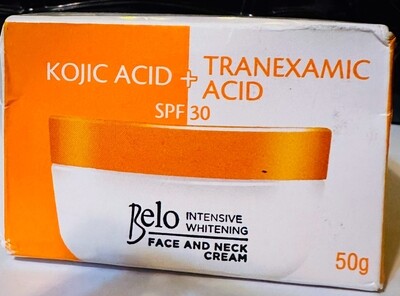 KOJIC ACID + TRANEXAMIC
ACID
SPF 30
Belo INTENSIVE
WHITENING
FACE AND NECK
CREAM
50g